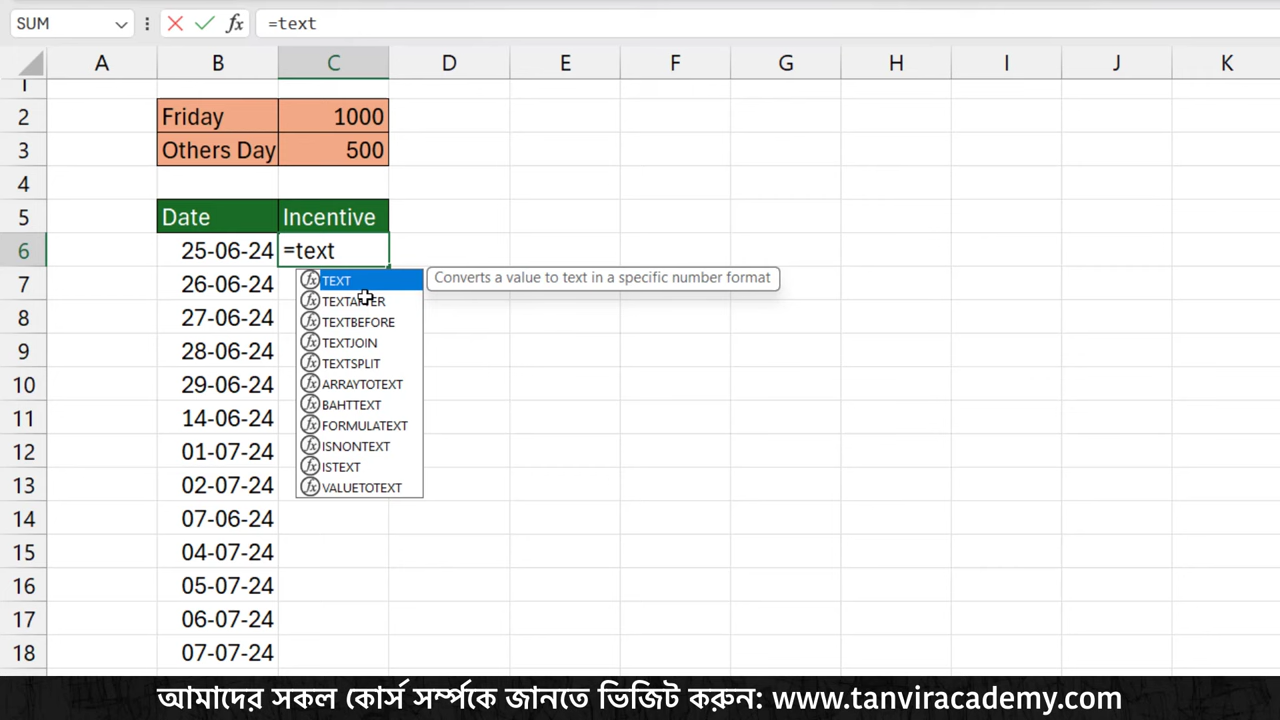 SUM fx =text
A B C D E F G H I J K
1
2 Friday 1000
3 Others Day 500
4
5 Date Incentive
6 25-06-24 =text
TEXT Converts a value to text in a specific number format
7 26-06-24 TEXTAFTER
8 27-06-24 TEXTBEFORE
9 28-06-24 TEXTJOIN
TEXTSPLIT
10 29-06-24 ARRAYTOTEXT
BAHTTEXT
11 14-06-24 FORMULATEXT
12 01-07-24 ISNONTEXT
ISTEXT
13 02-07-24 VALUETOTEXT
14 07-06-24
15 04-07-24
16 05-07-24
17 06-07-24
18 07-07-24
আমাদের সকল কোর্স সর্ম্পকে জানতে ভিজিট করুন: www.tanviracademy.com